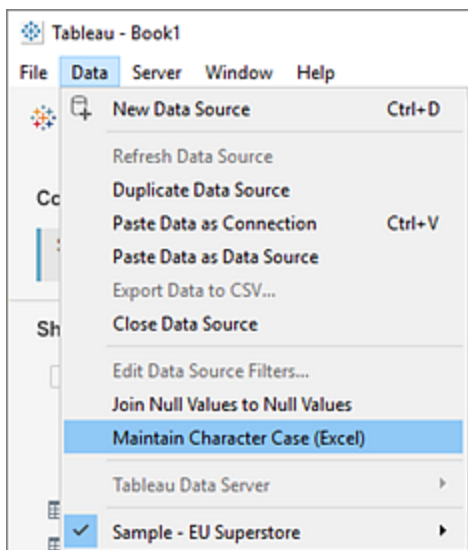 Tableau - Book1
File Data Server Window Help
New Data Source Ctrl+D
Refresh Data Source
Co
Duplicate Data Source
Paste Data as Connection Ctrl+V
Paste Data as Data Source
Export Data to CSV...
Sh
Close Data Source
Edit Data Source Filters...
Join Null Values to Null Values
Maintain Character Case (Excel)
Tableau Data Server
Sample - EU Superstore